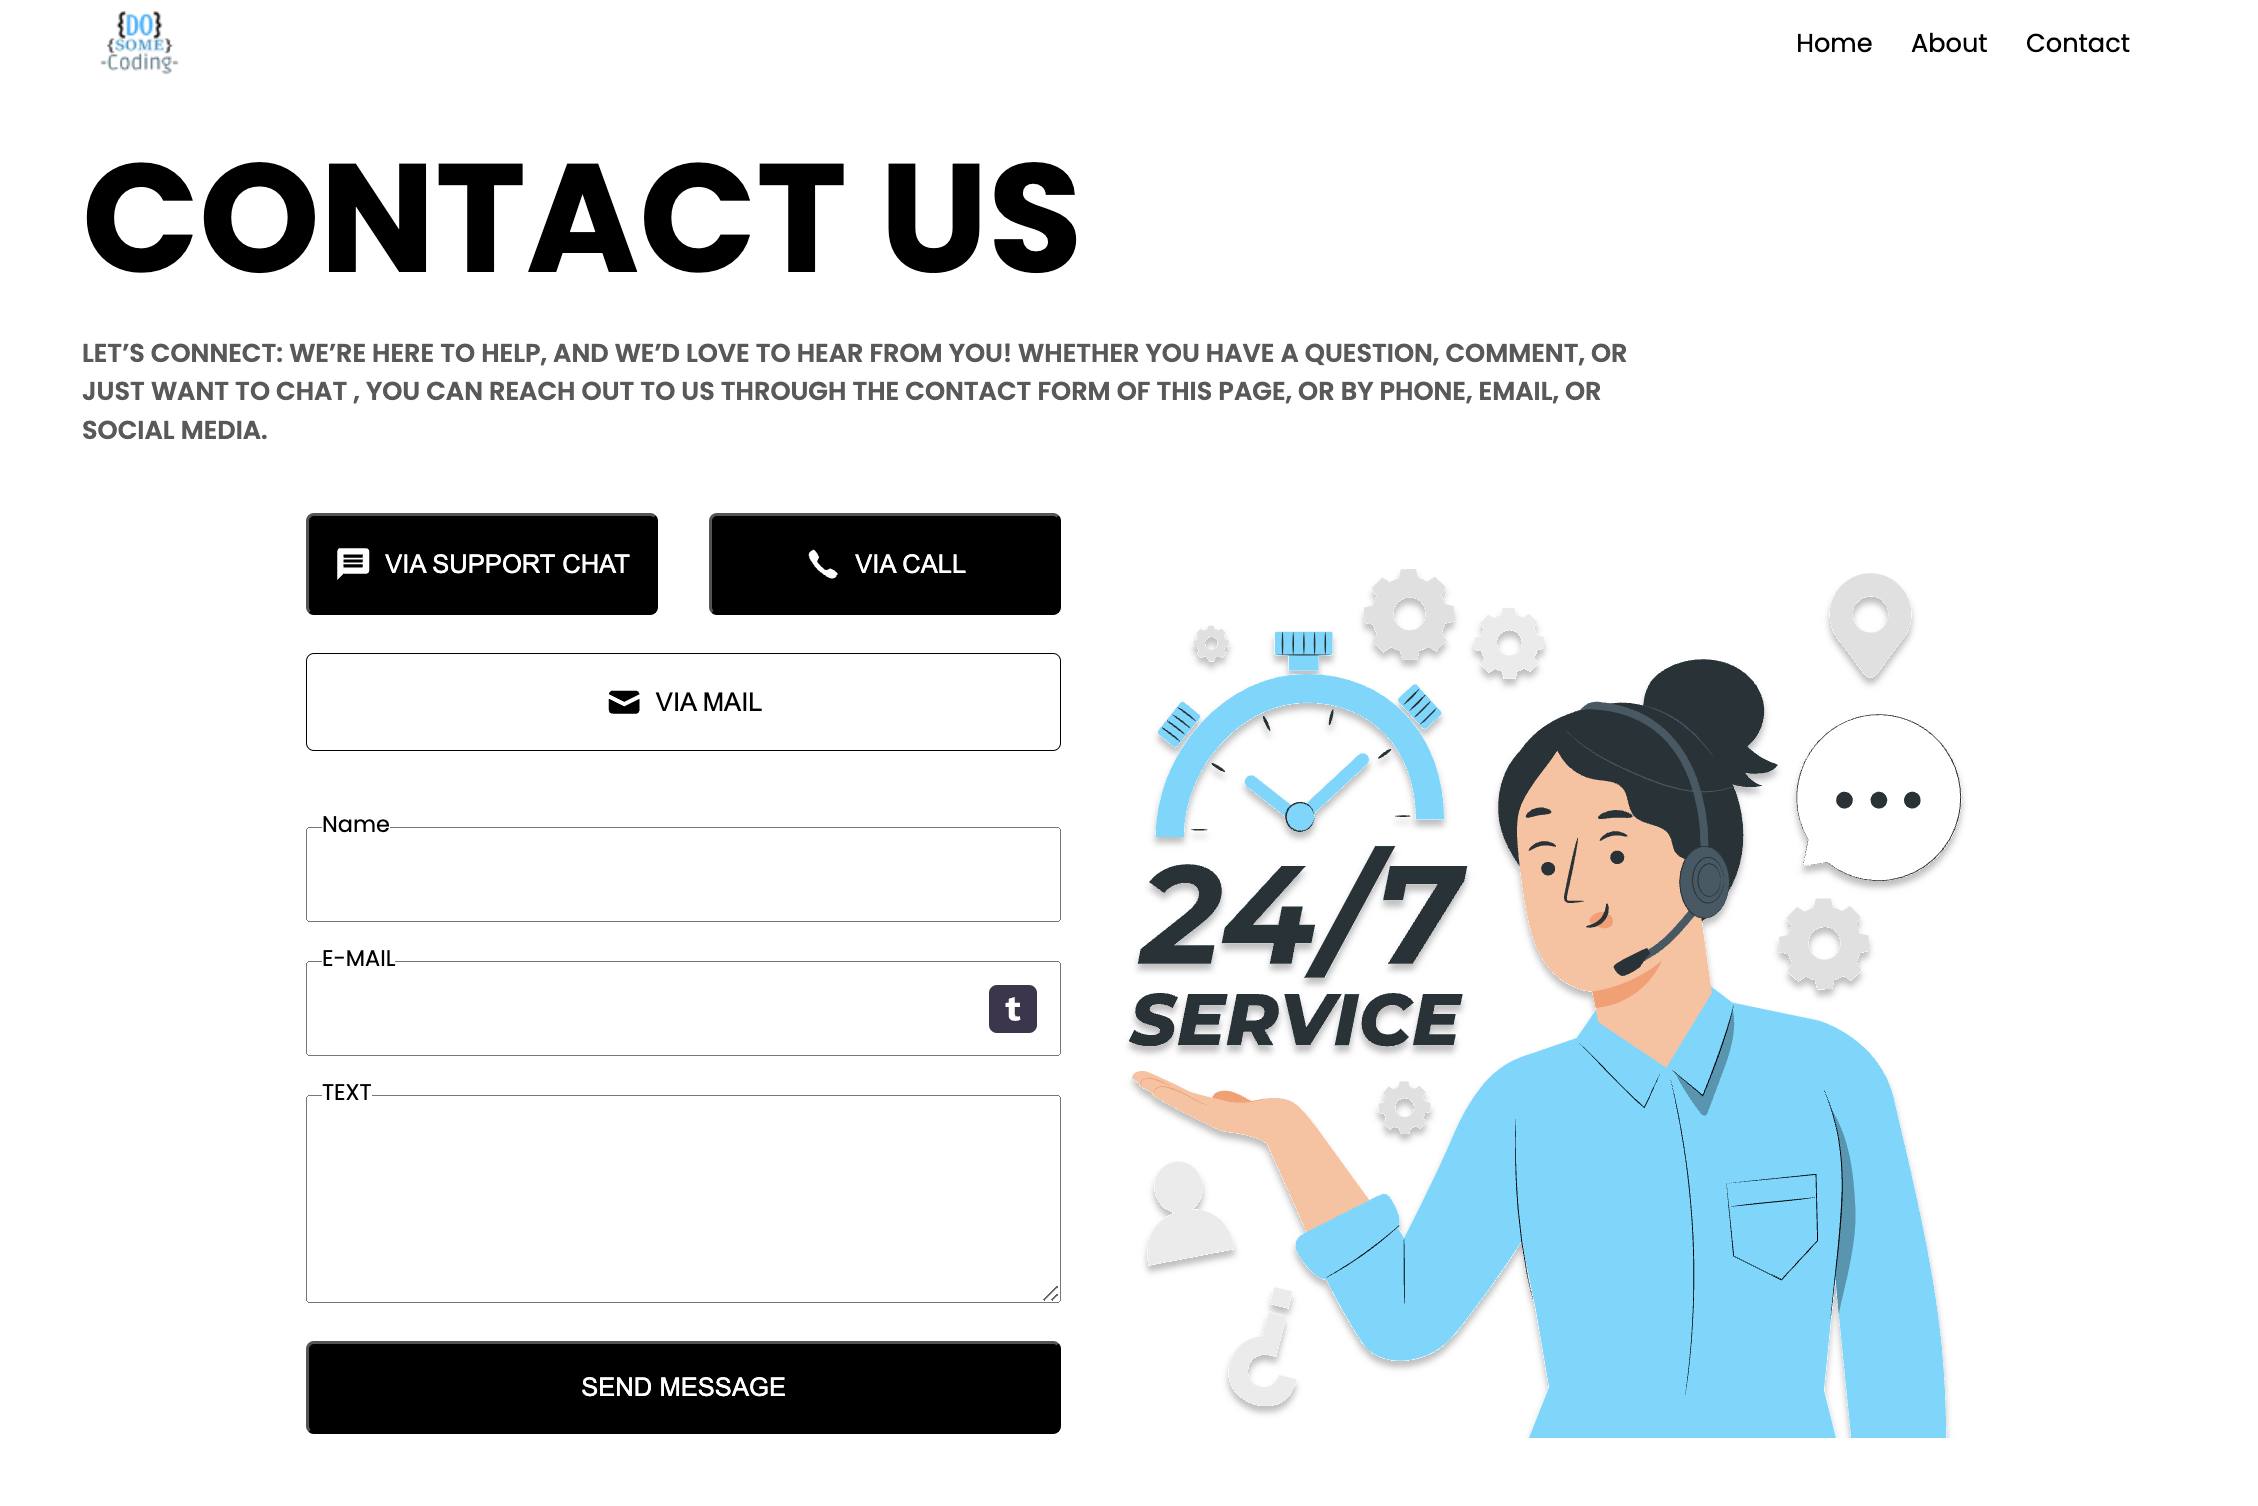 {DO}
{SOME}
-Coding-
Home About Contact
CONTACT US
LET’S CONNECT: WE’RE HERE TO HELP, AND WE’D LOVE TO HEAR FROM YOU! WHETHER YOU HAVE A QUESTION, COMMENT, OR
JUST WANT TO CHAT , YOU CAN REACH OUT TO US THROUGH THE CONTACT FORM OF THIS PAGE, OR BY PHONE, EMAIL, OR
SOCIAL MEDIA.
VIA SUPPORT CHAT
VIA CALL
VIA MAIL
Name
E-MAIL
t
TEXT
SEND MESSAGE
24/7
SERVICE